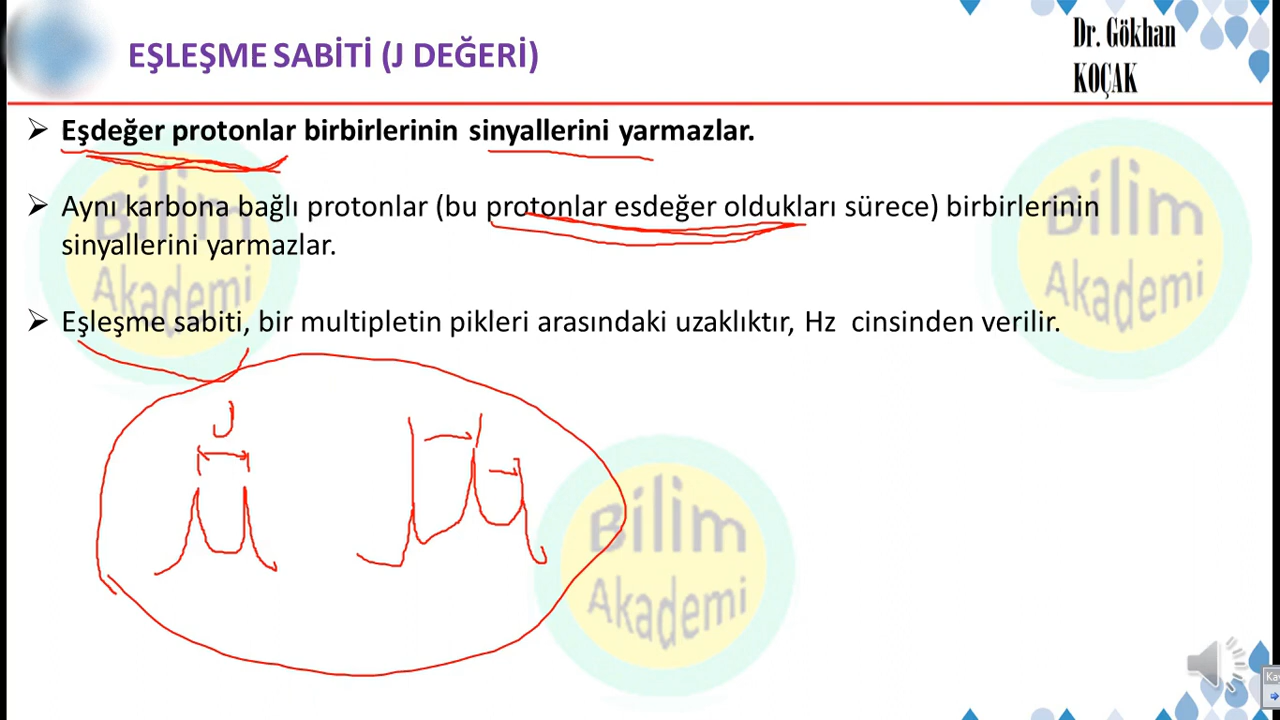 EŞLEŞME SABİTİ (J DEĞERİ)
Dr. Gökhan
KOÇAK
Eşdeğer protonlar birbirlerinin sinyallerini yarmazlar.
Aynı karbona bağlı protonlar (bu protonlar esdeğer oldukları sürece) birbirlerinin
sinyallerini yarmazlar.
Eşleşme sabiti, bir multipletin pikleri arasındaki uzaklıktır, Hz cinsinden verilir.
J
Bilim
Akademi
Bilim
Akademi
Bilim
Akademi